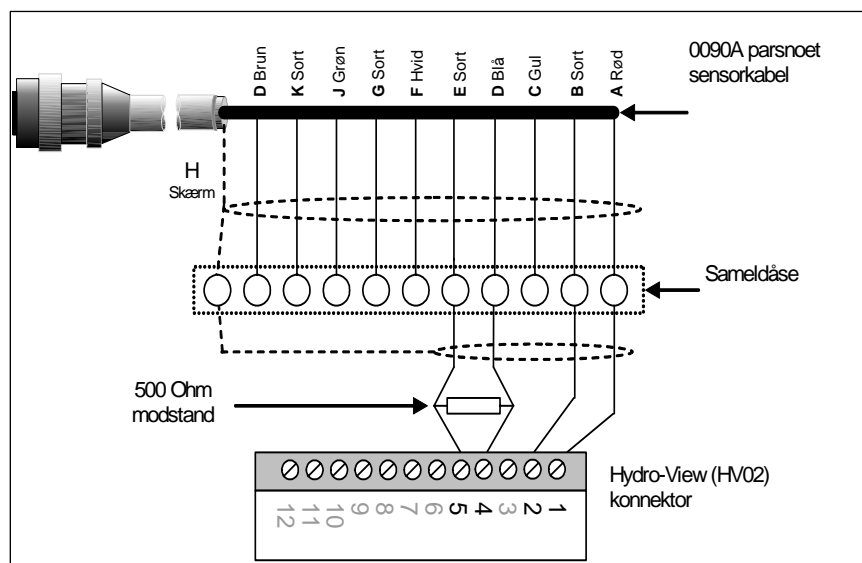 D Brun
K Sort
J Grøn
G Sort
F Hvid
E Sort
D Blå
C Gul
B Sort
A Rød
0090A parsnoet
sensorkabel
H
Skærm
Sameldåse
500 Ohm
modstand
Hydro-View (HV02)
konnektor
12
11
10
9
8
7
6
5
4
3
2
1